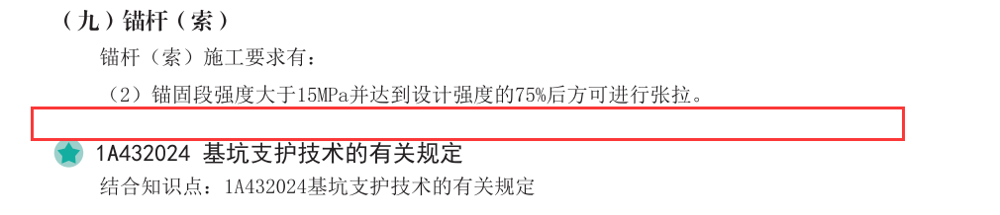 （九）锚杆（索）
锚杆（索）施工要求有：
（2）锚固段强度大于15MPa并达到设计强度的75%后方可进行张拉。
1A432024 基坑支护技术的有关规定
结合知识点：1A432024基坑支护技术的有关规定